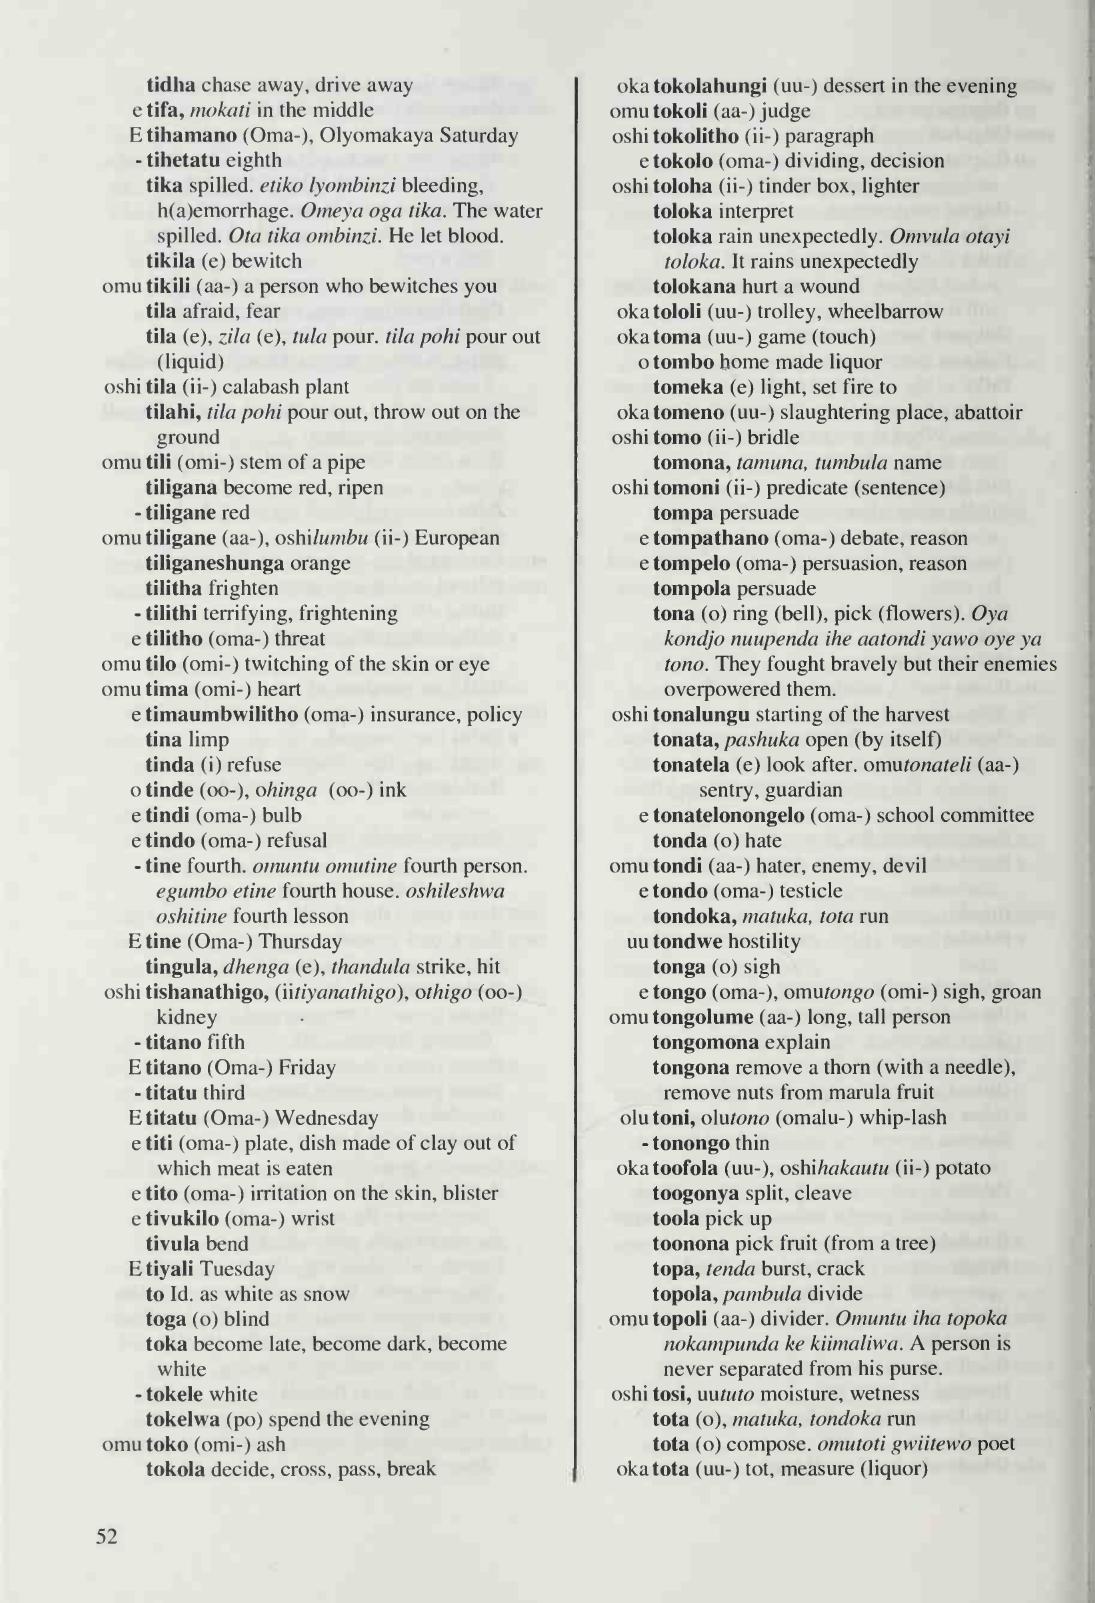 tidha chase away, drive away
e tifa, mokati in the middle
E tihamano (Oma-), Olyomakaya Saturday
- tihetatu eighth
tika spilled. etiko lyombinzi bleeding,
h(a)emorrhage. Omeya oga tika. The water
spilled. Ota tika ombinzi. He let blood.
tikila (e) bewitch
omu tikili (aa-) a person who bewitches you
tila afraid, fear
tila (e), zila (e), tula pour. tila pohi pour out
(liquid)
oshi tila (ii-) calabash plant
tilahi, tila pohi pour out, throw out on the
ground
omu tili (omi-) stem of a pipe
tiligana become red, ripen
- tiligane red
omu tiligane (aa-), oshilumbu (ii-) European
tiliganeshunga orange
tilitha frighten
- tilithi terrifying, frightening
e tilitho (oma-) threat
omu tilo (omi-) twitching of the skin or eye
omu tima (omi-) heart
e timaumbwilitho (oma-) insurance, policy
tina limp
tinda (i) refuse
o tinde (oo-), ohinga (oo-) ink
e tindi (oma-) bulb
e tindo (oma-) refusal
- tine fourth. omuntu omutine fourth person.
egumbo etine fourth house. oshileshwa
oshitine fourth lesson
E tine (Oma-) Thursday
tingula, dhenga (e), thandula strike, hit
oshi tishanathigo, (iitiyanathigo), othigo (oo-)
kidney
- titano fifth
E titano (Oma-) Friday
- titatu third
E titatu (Oma-) Wednesday
e titi (oma-) plate, dish made of clay out of
which meat is eaten
e tito (oma-) irritation on the skin, blister
e tivukilo (oma-) wrist
tivula bend
E tiyali Tuesday
to Id. as white as snow
toga (o) blind
toka become late, become dark, become
white
- tokele white
tokelwa (po) spend the evening
omu toko (omi-) ash
tokola decide, cross, pass, break
oka tokolahungi (uu-) dessert in the evening
omu tokoli (aa-) judge
oshi tokolitho (ii-) paragraph
e tokolo (oma-) dividing, decision
oshi toloha (ii-) tinder box, lighter
toloka interpret
toloka rain unexpectedly. Omvula otayi
toloka. It rains unexpectedly
tolokana hurt a wound
oka tololi (uu-) trolley, wheelbarrow
oka toma (uu-) game (touch)
o tombo home made liquor
tomeka (e) light, set fire to
oka tomeno (uu-) slaughtering place, abattoir
oshi tomo (ii-) bridle
tomona, tamuna, tumbula name
oshi tomoni (ii-) predicate (sentence)
tompa persuade
e tompathano (oma-) debate, reason
e tompelo (oma-) persuasion, reason
tompola persuade
tona (o) ring (bell), pick (flowers). Oya
kondjo nuupenda ihe aatondi yawo oye ya
tono. They fought bravely but their enemies
overpowered them.
oshi tonalungu starting of the harvest
tonata, pashuka open (by itself)
tonatela (e) look after. omutonateli (aa-)
sentry, guardian
e tonatelonongelo (oma-) school committee
tonda (o) hate
omu tondi (aa-) hater, enemy, devil
e tondo (oma-) testicle
tondoka, matuka, tota run
uu tondwe hostility
tonga (o) sigh
e tongo (oma-), omutongo (omi-) sigh, groan
omu tongolume (aa-) long, tall person
tongomona explain
tongona remove a thorn (with a needle),
remove nuts from marula fruit
olu toni, olutono (omalu-) whip-lash
- tonongo thin
oka toofola (uu-), oshihakautu (ii-) potato
toogonya split, cleave
toola pick up
toonona pick fruit (from a tree)
topa, tenda burst, crack
topola, pambula divide
omu topoli (aa-) divider. Omuntu iha topoka
nokampunda ke kiimaliwa. A person is
never separated from his purse.
oshi tosi, uututo moisture, wetness
tota (o), matuka, tondoka run
tota (o) compose. omutoti gwiitewo poet
oka tota (uu-) tot, measure (liquor)
52